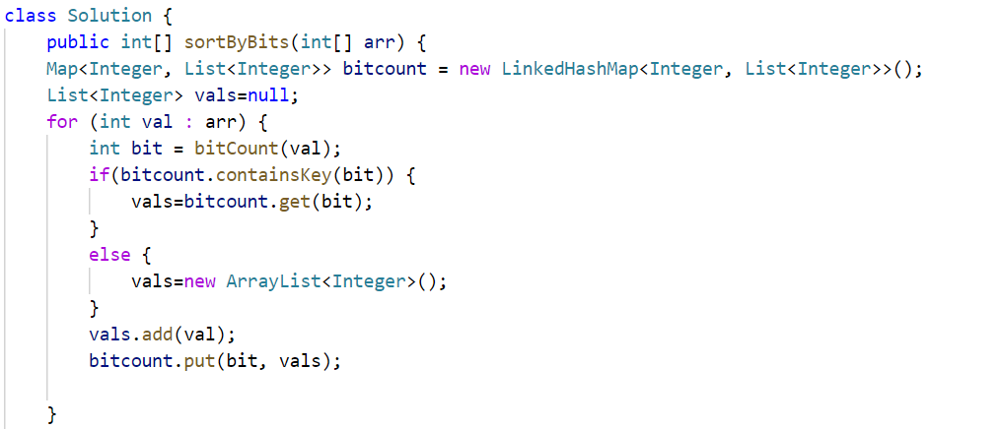 class Solution {
    public int[] sortByBits(int[] arr) {
    Map<Integer, List<Integer>> bitcount = new LinkedHashMap<Integer, List<Integer>>();
    List<Integer> vals=null;
    for (int val : arr) {
        int bit = bitCount(val);
        if(bitcount.containsKey(bit)) {
            vals=bitcount.get(bit);
        }
        else {
            vals=new ArrayList<Integer>();
        }
        vals.add(val);
        bitcount.put(bit, vals);

    }